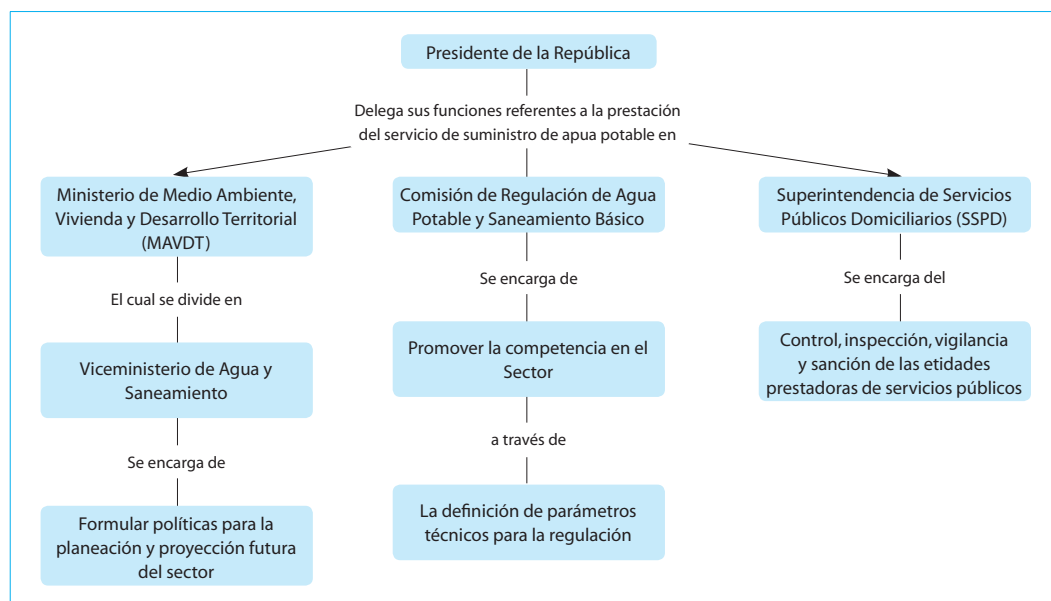 Presidente de la República
Delega sus funciones referentes a la prestación
del servicio de suministro de apua potable en
Ministerio de Medio Ambiente,
Vivienda y Desarrollo Territorial
(MAVDT)
El cual se divide en
Viceministerio de Agua y
Saneamiento
Se encarga de
Formular políticas para la
planeación y proyección futura
del sector
Comisión de Regulación de Agua
Potable y Saneamiento Básico
Se encarga de
Promover la competencia en el
Sector
a través de
La definición de parámetros
técnicos para la regulación
Superintendencia de Servicios
Públicos Domiciliarios (SSPD)
Se encarga del
Control, inspección, vigilancia
y sanción de las etidades
prestadoras de servicios públicos